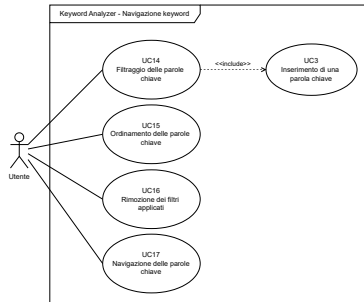 Keyword Analyzer - Navigazione keyword
UC14
Filtraggio delle parole
chiave
<<include>>
UC3
Inserimento di una
parola chiave
UC15
Ordinamento delle parole
chiave
Utente
UC16
Rimozione dei filtri
applicati
UC17
Navigazione delle parole
chiave